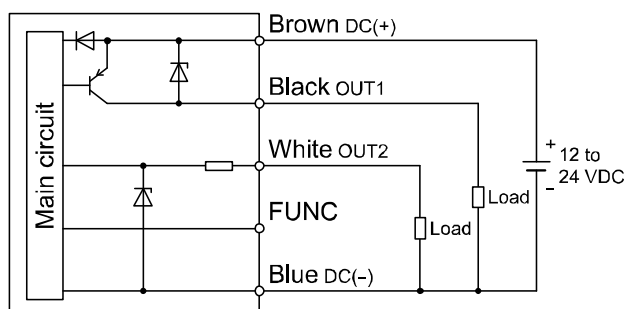 Main circuit
Brown DC(+)
Black OUT1
White OUT2
FUNC
Blue DC(−)
Load
Load
+
12 to
24 VDC
−